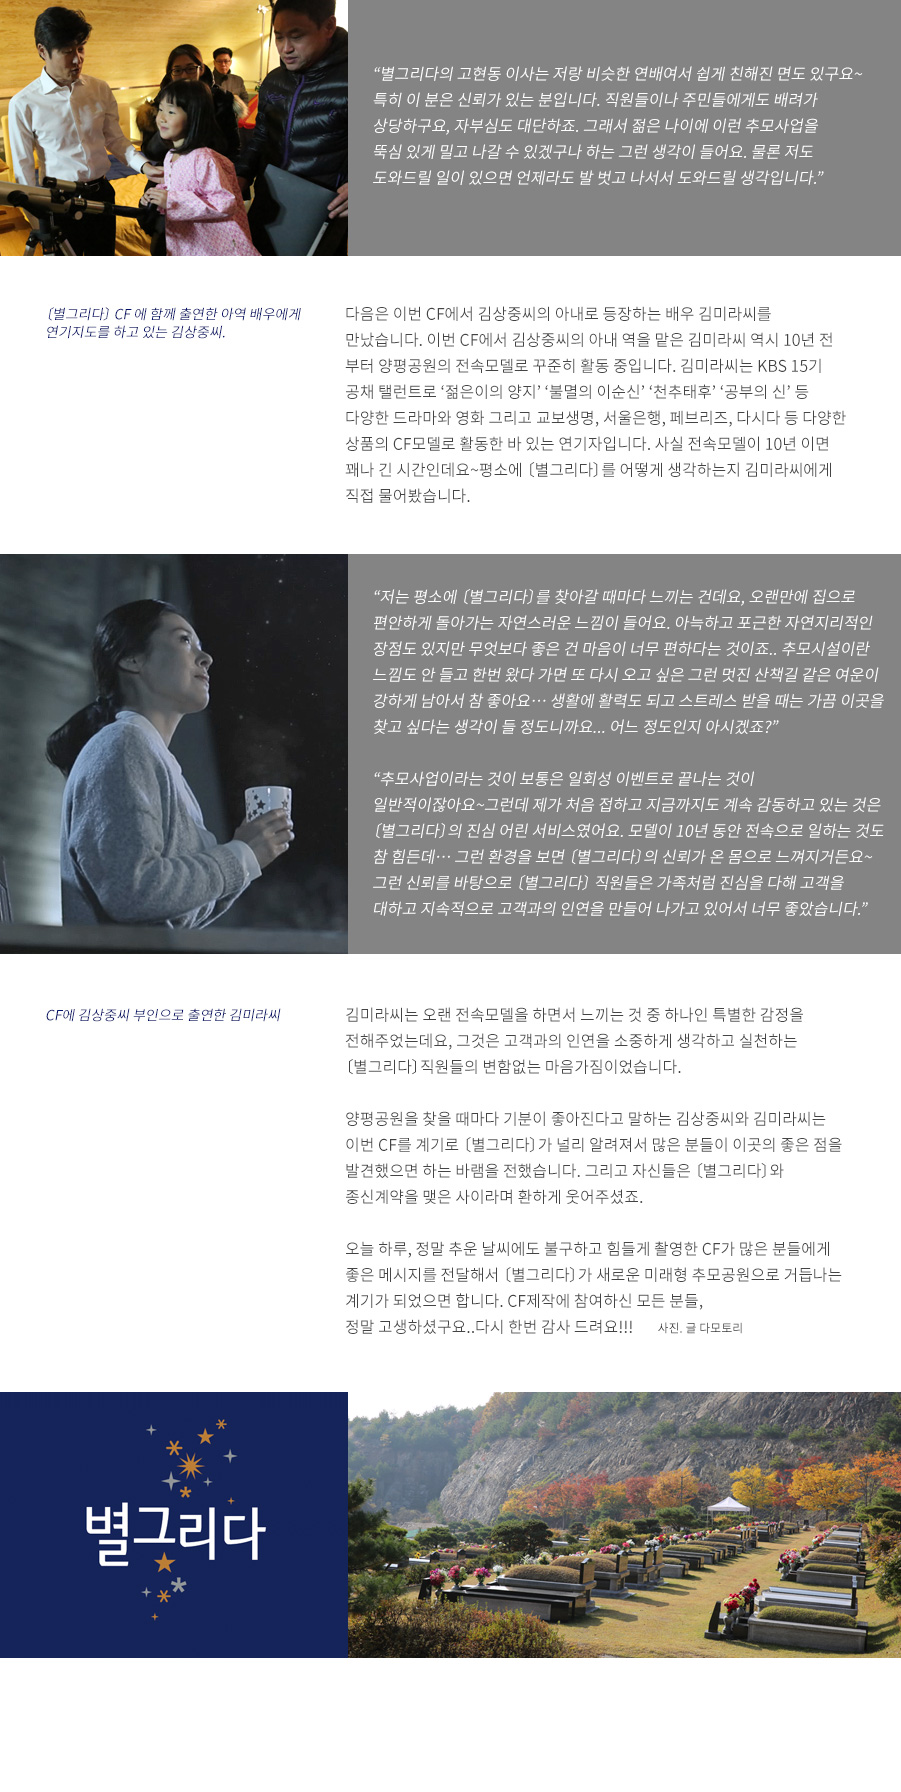 “별그리다의 고현동 이사는 저랑 비슷한 연배여서 쉽게 친해진 면도 있구요~
특히 이 분은 신뢰가 있는 분입니다. 직원들이나 주민들에게도 배려가
상당하구요, 자부심도 대단하죠. 그래서 젊은 나이에 이런 추모사업을
뚝심 있게 밀고 나갈 수 있겠구나 하는 그런 생각이 들어요. 물론 저도
도와드릴 일이 있으면 언제라도 발 벗고 나서서 도와드릴 생각입니다.”
〔별그리다〕 CF 에 함께 출연한 아역 배우에게
연기지도를 하고 있는 김상중씨.
다음은 이번 CF에서 김상중씨의 아내로 등장하는 배우 김미라씨를
만났습니다. 이번 CF에서 김상중씨의 아내 역을 맡은 김미라씨 역시 10년 전
부터 양평공원의 전속모델로 꾸준히 활동 중입니다. 김미라씨는 KBS 15기
공채 탤런트로 ‘젊은이의 양지’ ‘불멸의 이순신’ ‘천추태후’ ‘공부의 신’ 등
다양한 드라마와 영화 그리고 교보생명, 서울은행, 페브리즈, 다시다 등 다양한
상품의 CF모델로 활동한 바 있는 연기자입니다. 사실 전속모델이 10년 이면
꽤나 긴 시간인데요~평소에 〔별그리다〕를 어떻게 생각하는지 김미라씨에게
직접 물어봤습니다.
“저는 평소에 〔별그리다〕를 찾아갈 때마다 느끼는 건데요, 오랜만에 집으로
편안하게 돌아가는 자연스러운 느낌이 들어요. 아늑하고 포근한 자연지리적인
장점도 있지만 무엇보다 좋은 건 마음이 너무 편하다는 것이죠.. 추모시설이란
느낌도 안 들고 한번 왔다 가면 또 다시 오고 싶은 그런 멋진 산책길 같은 여운이
강하게 남아서 참 좋아요… 생활에 활력도 되고 스트레스 받을 때는 가끔 이곳을
찾고 싶다는 생각이 들 정도니까요... 어느 정도인지 아시겠죠?”
“추모사업이라는 것이 보통은 일회성 이벤트로 끝나는 것이
일반적이잖아요~그런데 제가 처음 접하고 지금까지도 계속 감동하고 있는 것은
〔별그리다〕의 진심 어린 서비스였어요. 모델이 10년 동안 전속으로 일하는 것도
참 힘든데… 그런 환경을 보면 〔별그리다〕의 신뢰가 온 몸으로 느껴지거든요~
그런 신뢰를 바탕으로 〔별그리다〕 직원들은 가족처럼 진심을 다해 고객을
대하고 지속적으로 고객과의 인연을 만들어 나가고 있어서 너무 좋았습니다.”
CF에 김상중씨 부인으로 출연한 김미라씨
김미라씨는 오랜 전속모델을 하면서 느끼는 것 중 하나인 특별한 감정을
전해주었는데요, 그것은 고객과의 인연을 소중하게 생각하고 실천하는
〔별그리다〕직원들의 변함없는 마음가짐이었습니다.
양평공원을 찾을 때마다 기분이 좋아진다고 말하는 김상중씨와 김미라씨는
이번 CF를 계기로 〔별그리다〕가 널리 알려져서 많은 분들이 이곳의 좋은 점을
발견했으면 하는 바램을 전했습니다. 그리고 자신들은 〔별그리다〕와
종신계약을 맺은 사이라며 환하게 웃어주셨죠.
오늘 하루, 정말 추운 날씨에도 불구하고 힘들게 촬영한 CF가 많은 분들에게
좋은 메시지를 전달해서 〔별그리다〕가 새로운 미래형 추모공원으로 거듭나는
계기가 되었으면 합니다. CF제작에 참여하신 모든 분들,
정말 고생하셨구요..다시 한번 감사 드려요!!! 사진. 글 다모토리
별그리다